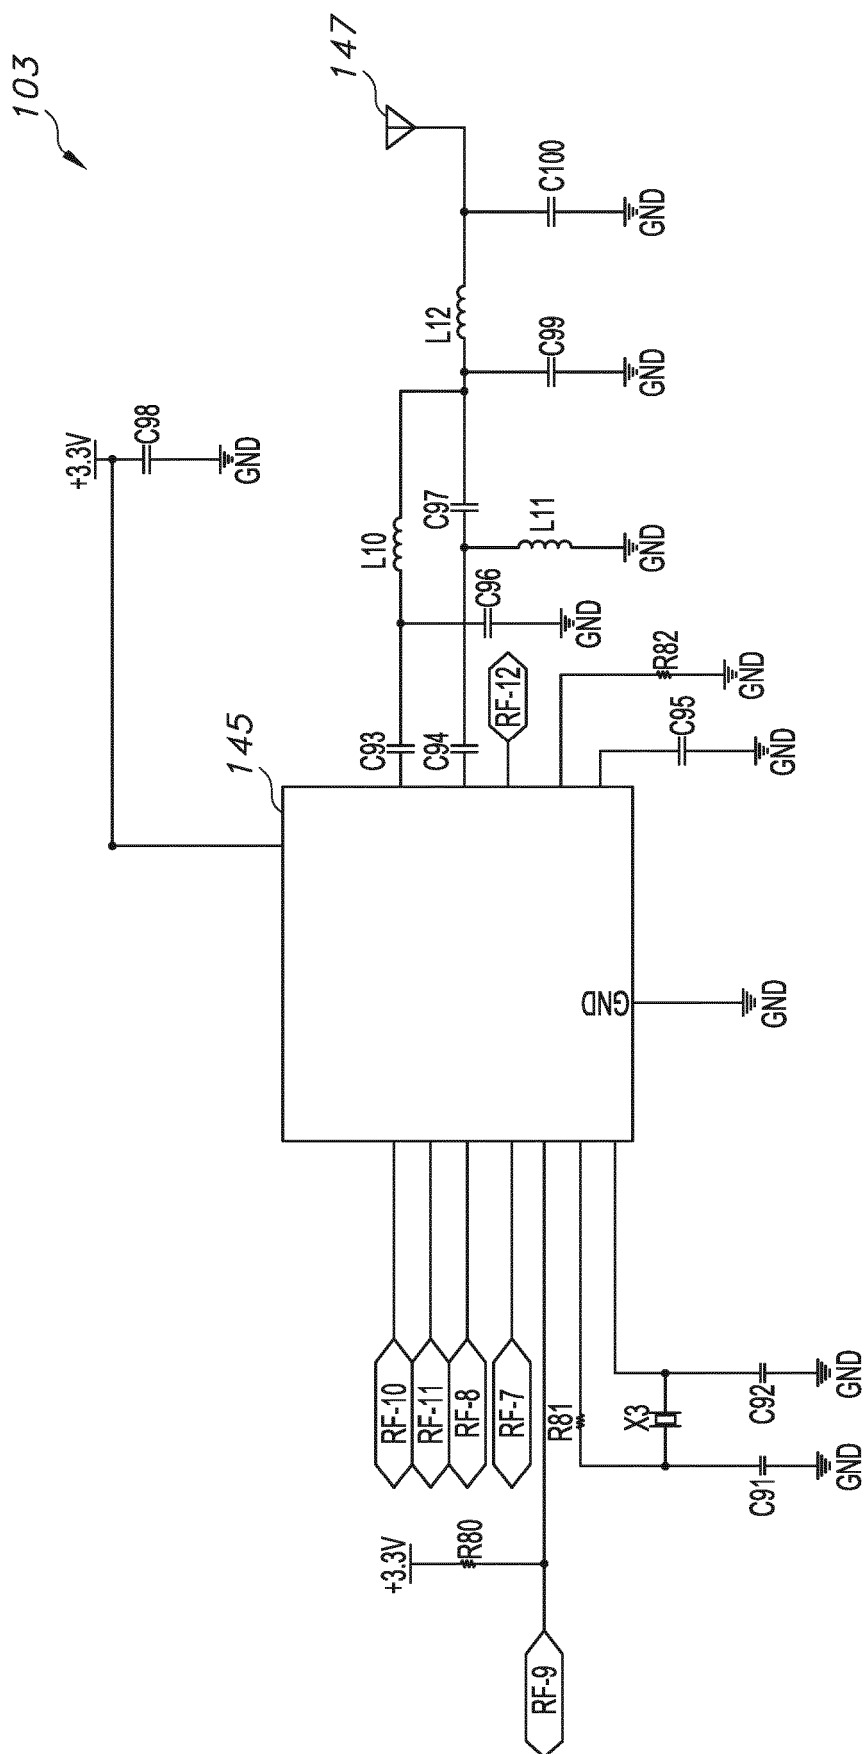 103
147
C100
GND
L12
C99
GND
+3.3V
C98
GND
L10
C97
L11
GND
C96
GND
RF-12
R82
GND
C93
C94
C95
GND
145
GND
GND
RF-10
RF-11
RF-8
RF-7
R81
X3
C92
GND
C91
GND
+3.3V
R80
RF-9